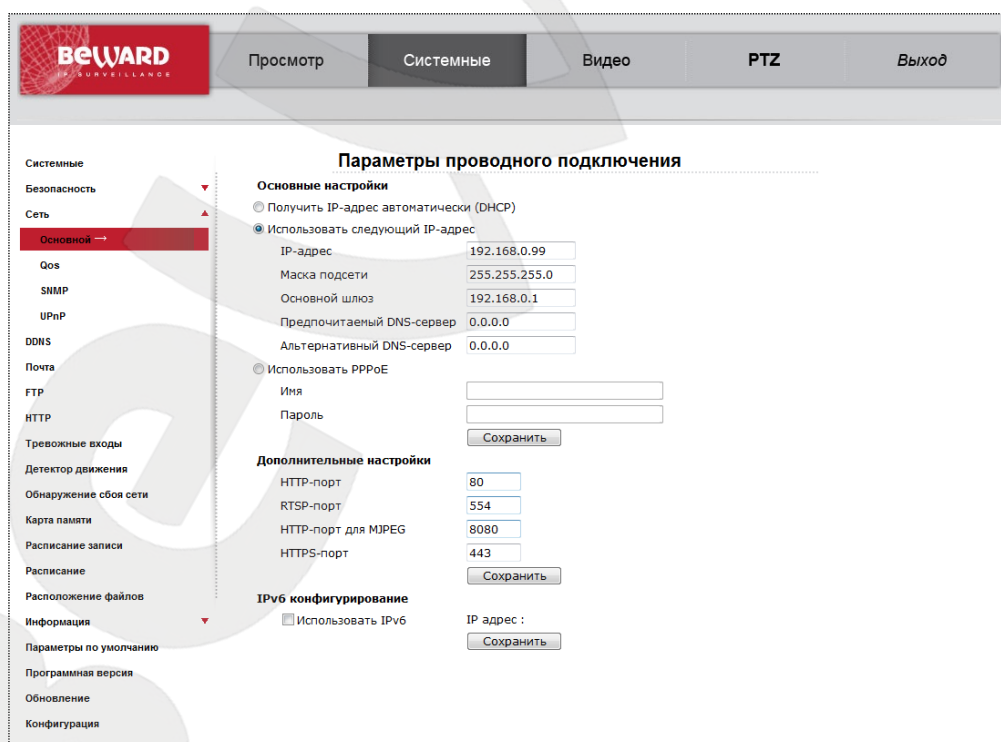 BEWARD
IP SURVEILLANCE
Просмотр
Системные
Видео
PTZ
Выход
Системные
Безопасность
Сеть
Основной →
Qos
SNMP
UPnP
DDNS
Почта
FTP
HTTP
Тревожные входы
Детектор движения
Обнаружение сбоя сети
Карта памяти
Расписание записи
Расписание
Расположение файлов
Информация
Параметры по умолчанию
Программная версия
Обновление
Конфигурация
Параметры проводного подключения
Основные настройки
Получить IP-адрес автоматически (DHCP)
Использовать следующий IP-адрес
IP-адрес 192.168.0.99
Маска подсети 255.255.255.0
Основной шлюз 192.168.0.1
Предпочитаемый DNS-сервер 0.0.0.0
Альтернативный DNS-сервер 0.0.0.0
Использовать PPPoE
Имя
Пароль
Сохранить
Дополнительные настройки
HTTP-порт 80
RTSP-порт 554
HTTP-порт для MJPEG 8080
HTTPS-порт 443
Сохранить
IPv6 конфигурирование
Использовать IPv6 IP адрес :
Сохранить